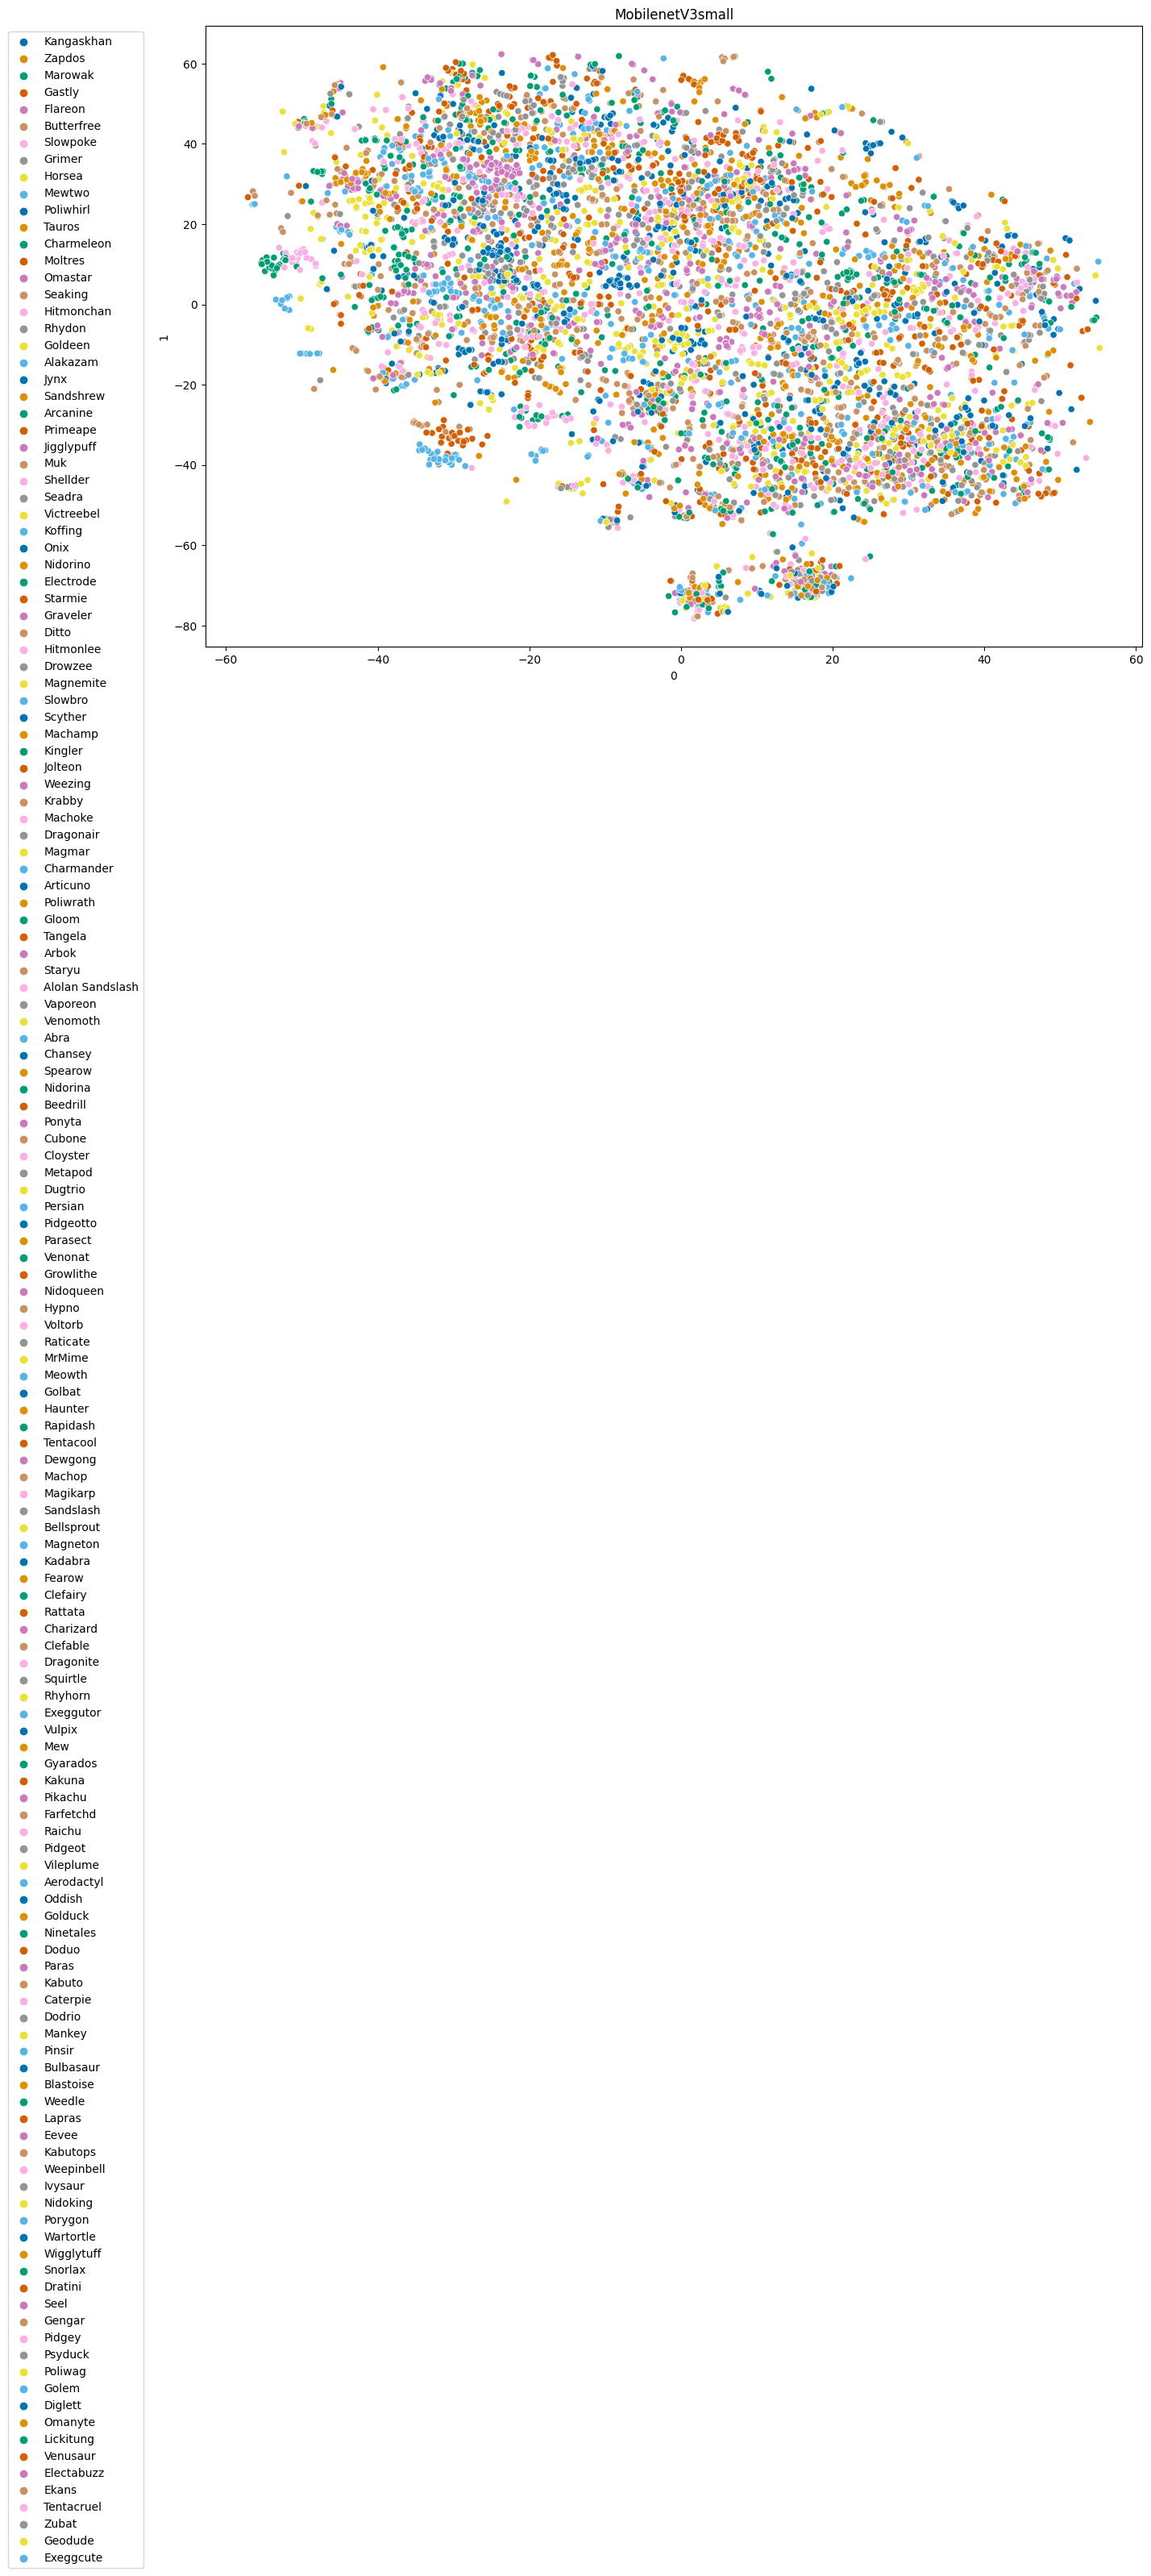 MobilenetV3small
Kangaskhan
Zapdos
Marowak
Gastly
Flareon
Butterfree
Slowpoke
Grimer
Horsea
Mewtwo
Poliwhirl
Tauros
Charmeleon
Moltres
Omastar
Seaking
Hitmonchan
Rhydon
Goldeen
Alakazam
Jynx
Sandshrew
Arcanine
Primeape
Jigglypuff
Muk
Shellder
Seadra
Victreebel
Koffing
Onix
Nidorino
Electrode
Starmie
Graveler
Ditto
Hitmonlee
Drowzee
Magnemite
Slowbro
Scyther
Machamp
Kingler
Jolteon
Weezing
Krabby
Machoke
Dragonair
Magmar
Charmander
Articuno
Poliwrath
Gloom
Tangela
Arbok
Staryu
Alolan Sandslash
Vaporeon
Venomoth
Abra
Chansey
Spearow
Nidorina
Beedrill
Ponyta
Cubone
Cloyster
Metapod
Dugtrio
Persian
Pidgeotto
Parasect
Venonat
Growlithe
Nidoqueen
Hypno
Voltorb
Raticate
MrMime
Meowth
Golbat
Haunter
Rapidash
Tentacool
Dewgong
Machop
Magikarp
Sandslash
Bellsprout
Magneton
Kadabra
Fearow
Clefairy
Rattata
Charizard
Clefable
Dragonite
Squirtle
Rhyhorn
Exeggutor
Vulpix
Mew
Gyarados
Kakuna
Pikachu
Farfetchd
Raichu
Pidgeot
Vileplume
Aerodactyl
Oddish
Golduck
Ninetales
Doduo
Paras
Kabuto
Caterpie
Dodrio
Mankey
Pinsir
Bulbasaur
Blastoise
Weedle
Lapras
Eevee
Kabutops
Weepinbell
Ivysaur
Nidoking
Porygon
Wartortle
Wigglytuff
Snorlax
Dratini
Seel
Gengar
Pidgey
Psyduck
Poliwag
Golem
Diglett
Omanyte
Lickitung
Venusaur
Electabuzz
Ekans
Tentacruel
Zubat
Geodude
Exeggcute
60
40
20
0
−20
−40
−60
−80
1
−60 −40 −20 0 20 40 60
0